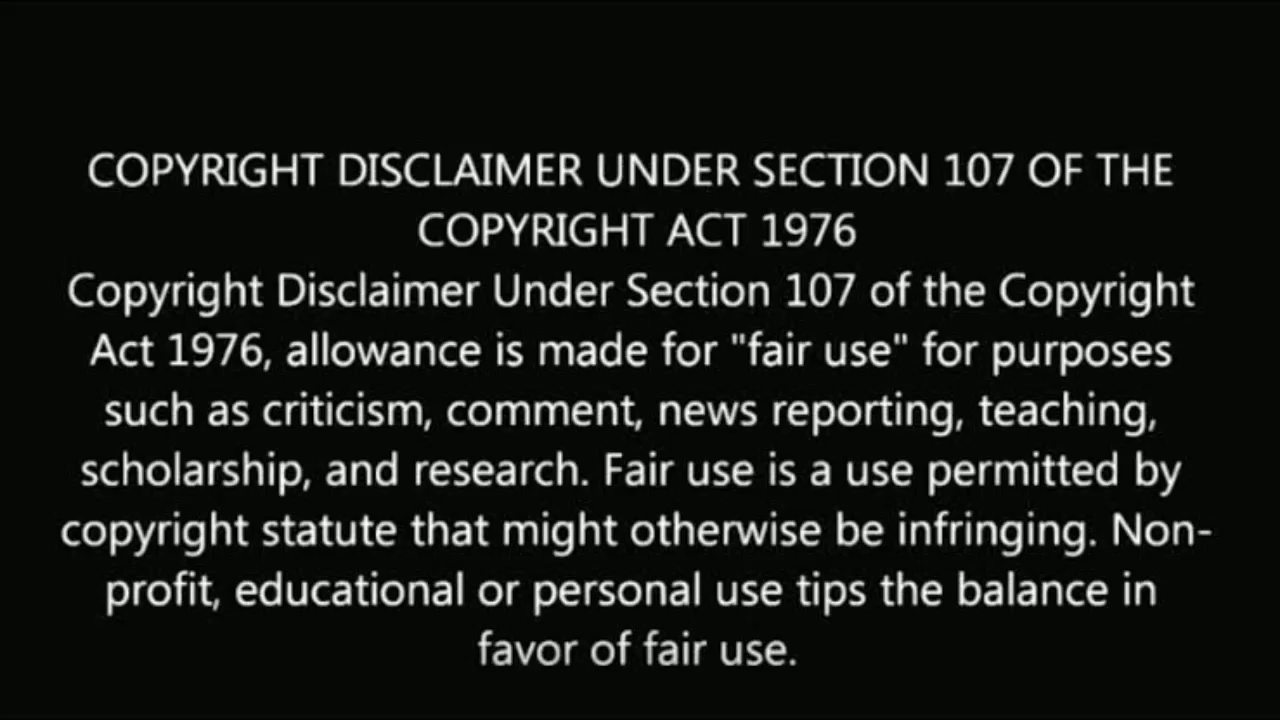 COPYRIGHT DISCLAIMER UNDER SECTION 107 OF THE
COPYRIGHT ACT 1976
Copyright Disclaimer Under Section 107 of the Copyright
Act 1976, allowance is made for "fair use" for purposes
such as criticism, comment, news reporting, teaching,
scholarship, and research. Fair use is a use permitted by
copyright statute that might otherwise be infringing. Non-
profit, educational or personal use tips the balance in
favor of fair use.